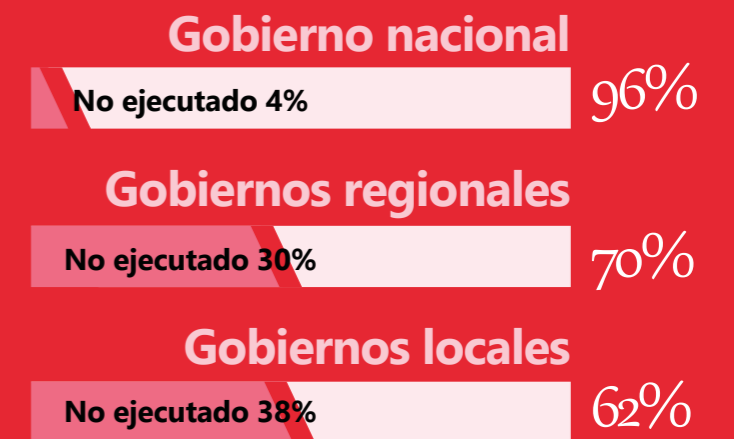 Gobierno nacional
No ejecutado 4%
96%
Gobiernos regionales
No ejecutado 30%
70%
Gobiernos locales
No ejecutado 38%
62%